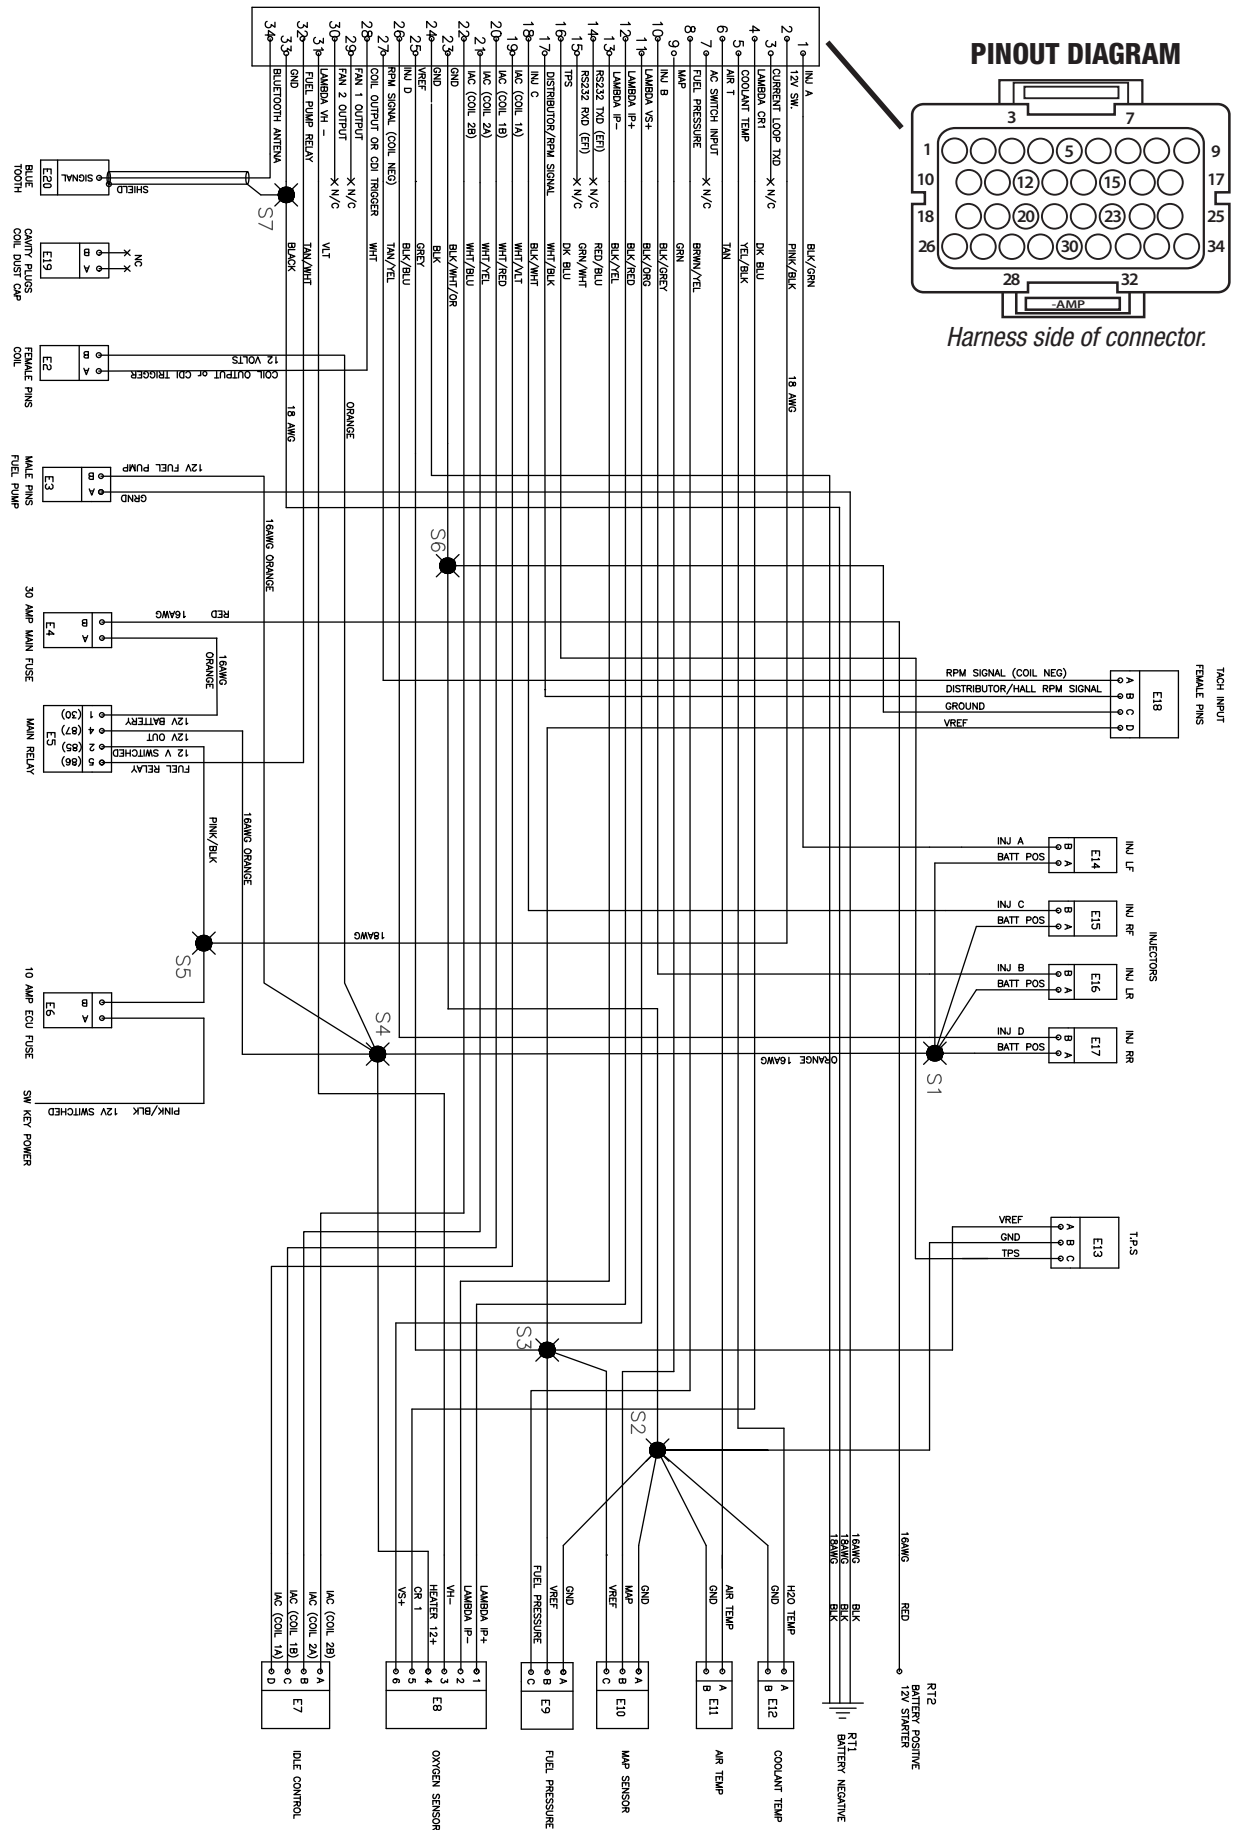 PINOUT DIAGRAM
3
7
1
5
9
10
12
15
17
18
20
23
25
26
30
34
28
32
-AMP
Harness side of connector.
1
2
3
4
5
6
7
8
9
10
11
12
13
14
15
16
17
18
19
20
21
22
23
24
25
26
27
28
29
30
31
32
33
34
INJ A
12V SW.
CURRENT LOOP TXD
LAMBDA CR1
COOLANT TEMP
AIR T
AC SWITCH INPUT
FUEL PRESSURE
MAP
INJ B
LAMBDA VS+
LAMBDA IP+
LAMBDA IP-
RS232 TXD (EFI)
RS232 RXD (EFI)
TPS
DISTRIBUTOR/RPM SIGNAL
INJ C
IAC (COIL 1A)
IAC (COIL 1B)
IAC (COIL 2A)
IAC (COIL 2B)
GND
GND
VREF
INJ D
RPM SIGNAL (COIL NEG)
COIL OUTPUT OR CDI TRIGGER
FAN 1 OUTPUT
FAN 2 OUTPUT
LAMBDA VH -
FUEL PUMP RELAY
GND
BLUETOOTH ANTENA
N/C
N/C
N/C
N/C
N/C
N/C
BLK/GRN
PINK/BLK
DK BLU
YEL/BLK
TAN
BRWN/YEL
GRN
BLK/GREY
BLK/ORG
BLK/RED
BLK/YEL
RED/BLU
GRN/WHT
DK BLU
WHT/BLK
BLK/WHT
WHT/VLT
WHT/RED
WHT/YEL
WHT/BLU
BLK/WHT/OR
BLK
GREY
BLK/BLU
TAN/YEL
WHT
VLT
TAN/WHT
BLACK
18 AWG
18 AWG
ORANGE
BLUE
TOOTH
E20
SIGNAL
SHIELD
S7
CAVITY PLUGS
COIL DUST CAP
E19
B
A
NC
FEMALE PINS
COIL
E2
B
A
12 VOLTS
COIL OUTPUT or CDI TRIGGER
MALE PINS
FUEL PUMP
E3
B
A
12V FUEL PUMP
GRND
16AWG ORANGE
S6
30 AMP MAIN FUSE
E4
B
A
RED 16AWG
16AWG
ORANGE
MAIN RELAY
E5
1 (30)
4 (87)
2 (85)
5 (86)
12V BATTERY
12V OUT
12 V SWITCHED
FUEL RELAY
PINK/BLK
16AWG ORANGE
18AWG
S5
10 AMP ECU FUSE
E6
B
A
SW KEY POWER
PINK/BLK 12V SWITCHED
S4
ORANGE 16AWG
TACH INPUT
FEMALE PINS
E18
A
B
C
D
RPM SIGNAL (COIL NEG)
DISTRIBUTOR/HALL RPM SIGNAL
GROUND
VREF
INJECTORS
INJ LF
E14
B
A
INJ A
BATT POS
INJ RF
E15
B
A
INJ C
BATT POS
INJ LR
E16
B
A
INJ B
BATT POS
INJ RR
E17
B
A
INJ D
BATT POS
S1
T.P.S
E13
A
B
C
VREF
GND
TPS
S3
S2
IAC (COIL 2B)
IAC (COIL 2A)
IAC (COIL 1B)
IAC (COIL 1A)
A
B
C
D
E7
IDLE CONTROL
LAMBDA IP+
LAMBDA IP-
VH-
HEATER 12+
CR 1
VS+
1
2
3
4
5
6
E8
OXYGEN SENSOR
GND
VREF
FUEL PRESSURE
A
B
C
E9
FUEL PRESSURE
GND
MAP
VREF
A
B
C
E10
MAP SENSOR
AIR TEMP
GND
A
B
E11
AIR TEMP
H2O TEMP
GND
A
B
E12
COOLANT TEMP
16AWG BLK
18AWG BLK
18AWG BLK
RT1
BATTERY NEGATIVE
16AWG RED
RT2
BATTERY POSITIVE
12V STARTER